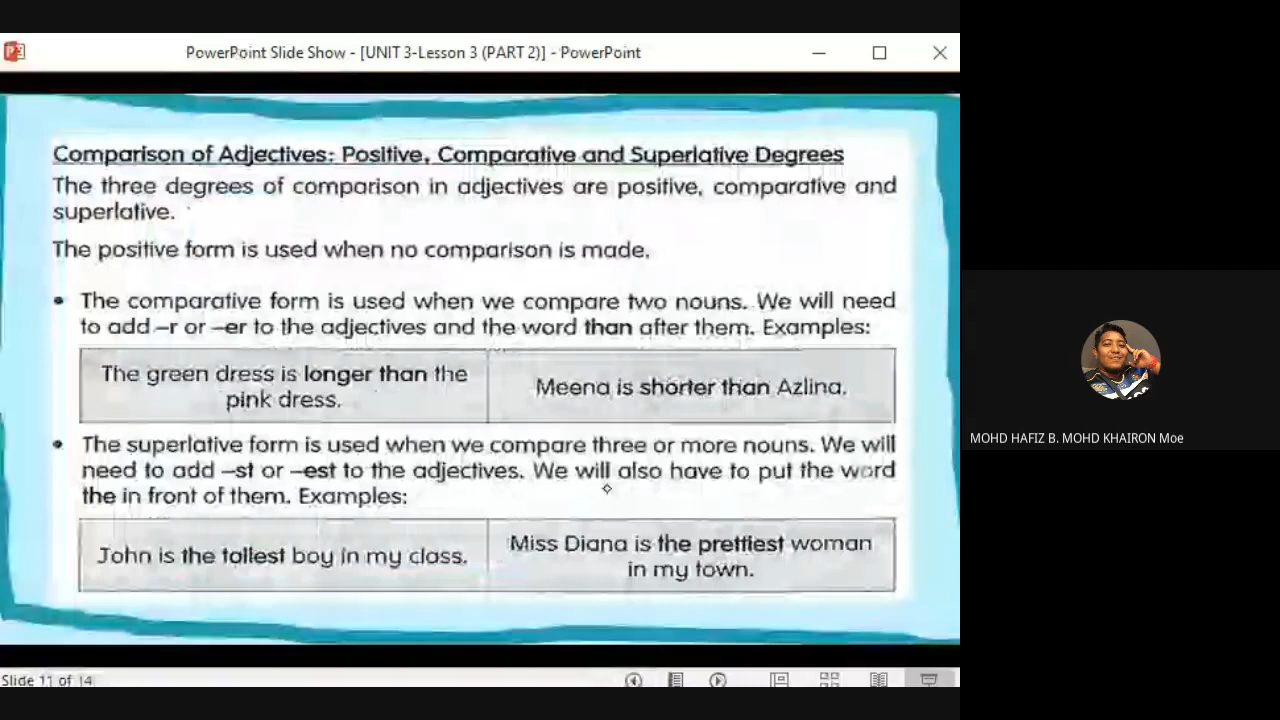 PowerPoint Slide Show - [UNIT 3-Lesson 3 (PART 2)] - PowerPoint
Comparison of Adjectives: Positive, Comparative and Superlative Degrees
The three degrees of comparison in adjectives are positive, comparative and
superlative.
The positive form is used when no comparison is made.
• The comparative form is used when we compare two nouns. We will need
to add –r or –er to the adjectives and the word than after them. Examples:
The green dress is longer than the
pink dress.
Meena is shorter than Azlina.
• The superlative form is used when we compare three or more nouns. We will
need to add –st or –est to the adjectives. We will also have to put the word
the in front of them. Examples:
John is the tallest boy in my class.
Miss Diana is the prettiest woman
in my town.
MOHD HAFIZ B. MOHD KHAIRON Moe
Slide 11 of 14